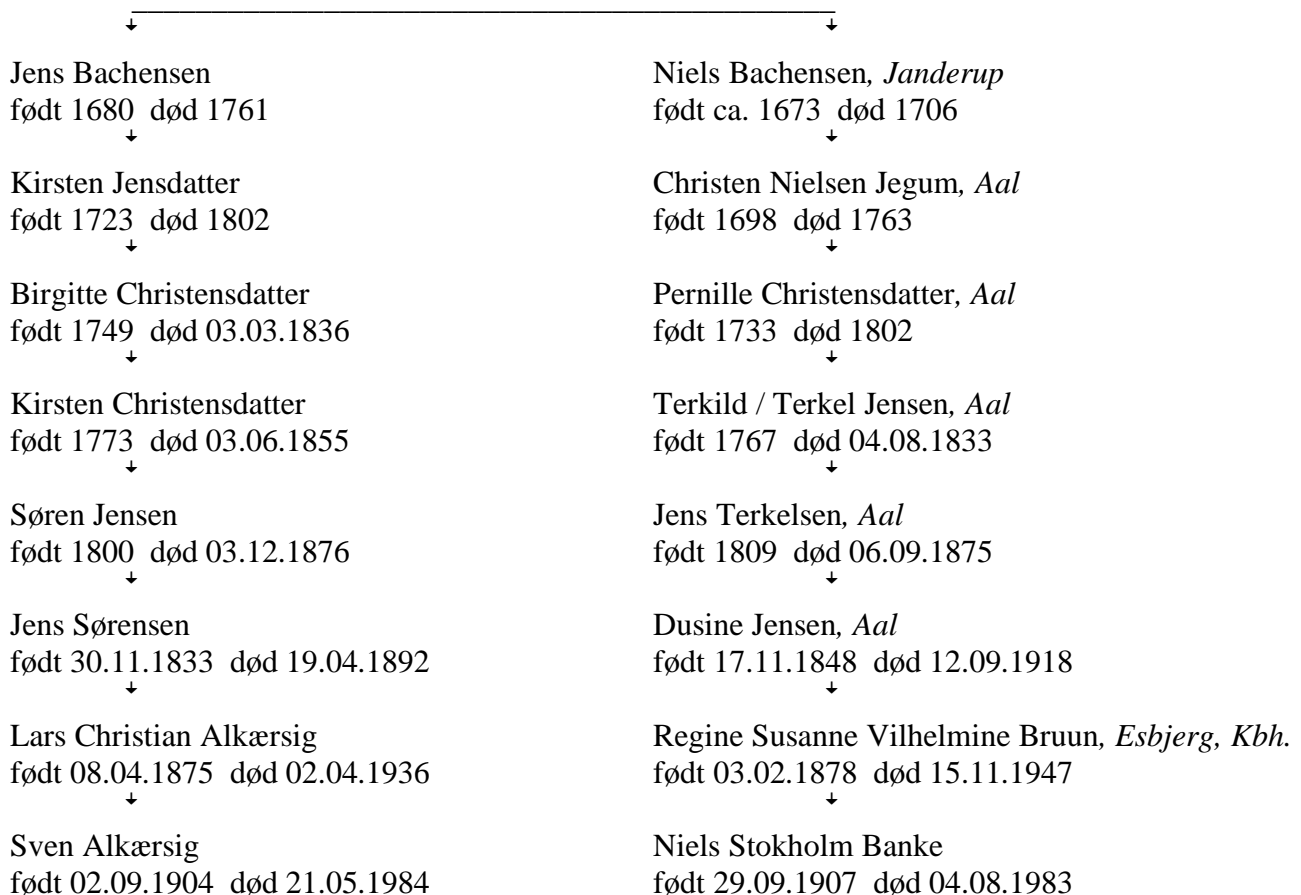 Jens Bachensen
født 1680 død 1761
Niels Bachensen, Janderup
født ca. 1673 død 1706
Kirsten Jensdatter
født 1723 død 1802
Christen Nielsen Jegum, Aal
født 1698 død 1763
Birgitte Christensdatter
født 1749 død 03.03.1836
Pernille Christensdatter, Aal
født 1733 død 1802
Kirsten Christensdatter
født 1773 død 03.06.1855
Terkild / Terkel Jensen, Aal
født 1767 død 04.08.1833
Søren Jensen
født 1800 død 03.12.1876
Jens Terkelsen, Aal
født 1809 død 06.09.1875
Jens Sørensen
født 30.11.1833 død 19.04.1892
Dusine Jensen, Aal
født 17.11.1848 død 12.09.1918
Lars Christian Alkærsig
født 08.04.1875 død 02.04.1936
Regine Susanne Vilhelmine Bruun, Esbjerg, Kbh.
født 03.02.1878 død 15.11.1947
Sven Alkærsig
født 02.09.1904 død 21.05.1984
Niels Stokholm Banke
født 29.09.1907 død 04.08.1983